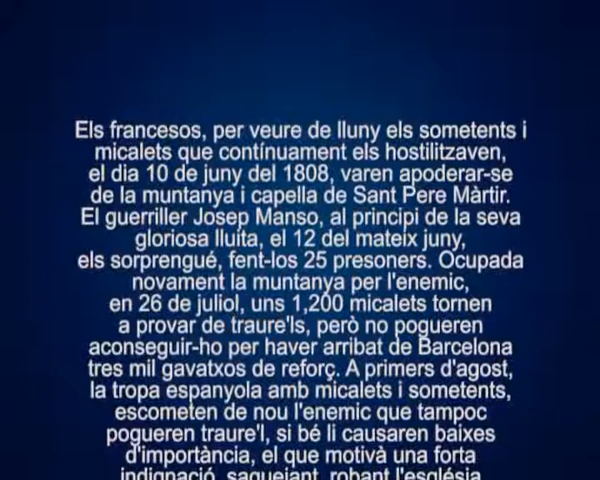 Els francesos, per veure de lluny els sometents i
micalets que contínuament els hostilitzaven,
el dia 10 de juny del 1808, varen apoderar-se
de la muntanya i capella de Sant Pere Màrtir.
El guerriller Josep Manso, al principi de la seva
gloriosa lluita, el 12 del mateix juny,
els sorprengué, fent-los 25 presoners. Ocupada
novament la muntanya per l'enemic,
en 26 de juliol, uns 1,200 micalets tornen
a provar de traure'ls, però no pogueren
aconseguir-ho per haver arribat de Barcelona
tres mil gavatxos de reforç. A primers d'agost,
la tropa espanyola amb micalets i sometents,
escometen de nou l'enemic que tampoc
pogueren traure'l, si bé li causaren baixes
d'importància, el que motivà una forta
indignació, saquejant, robant l'església